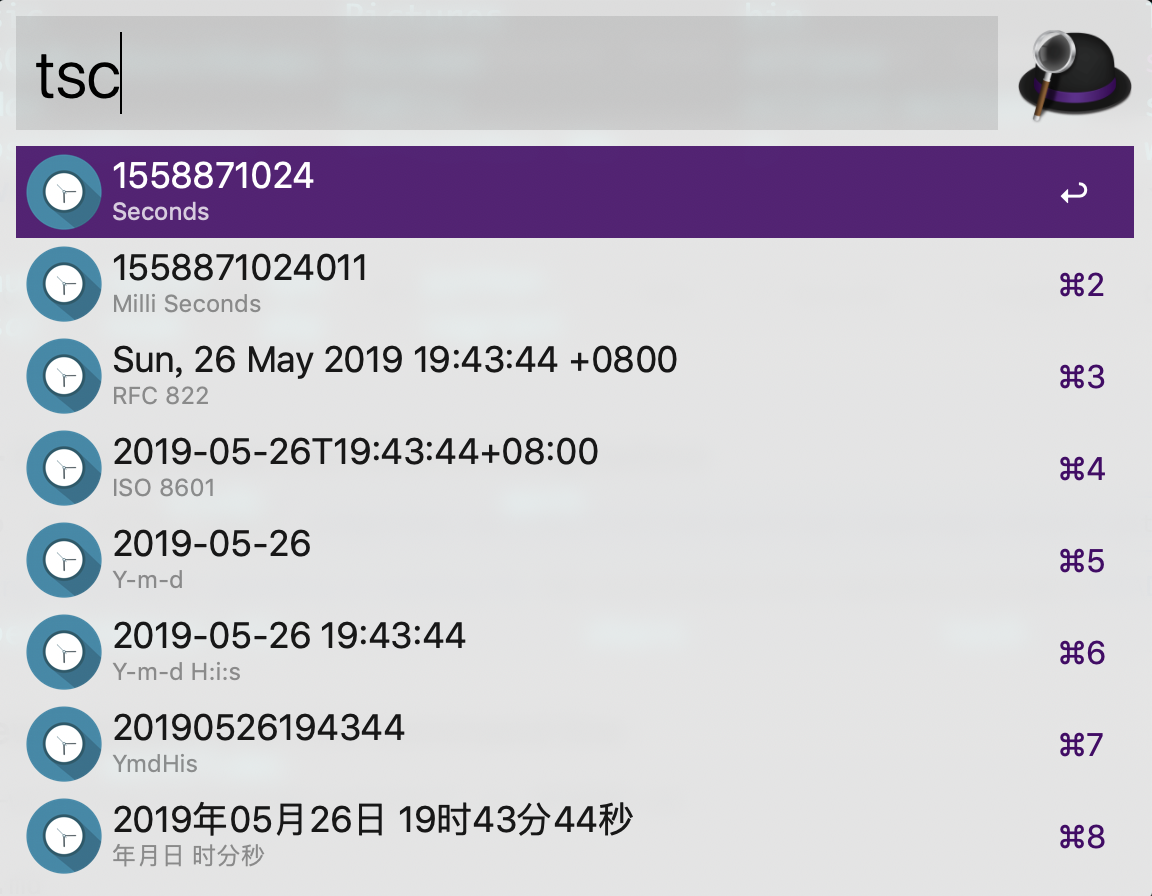 tsc
1558871024
Seconds
1558871024011
Milli Seconds
⌘2
Sun, 26 May 2019 19:43:44 +0800
RFC 822
⌘3
2019-05-26T19:43:44+08:00
ISO 8601
⌘4
2019-05-26
Y-m-d
⌘5
2019-05-26 19:43:44
Y-m-d H:i:s
⌘6
20190526194344
YmdHis
⌘7
2019年05月26日 19时43分44秒
年月日 时分秒
⌘8